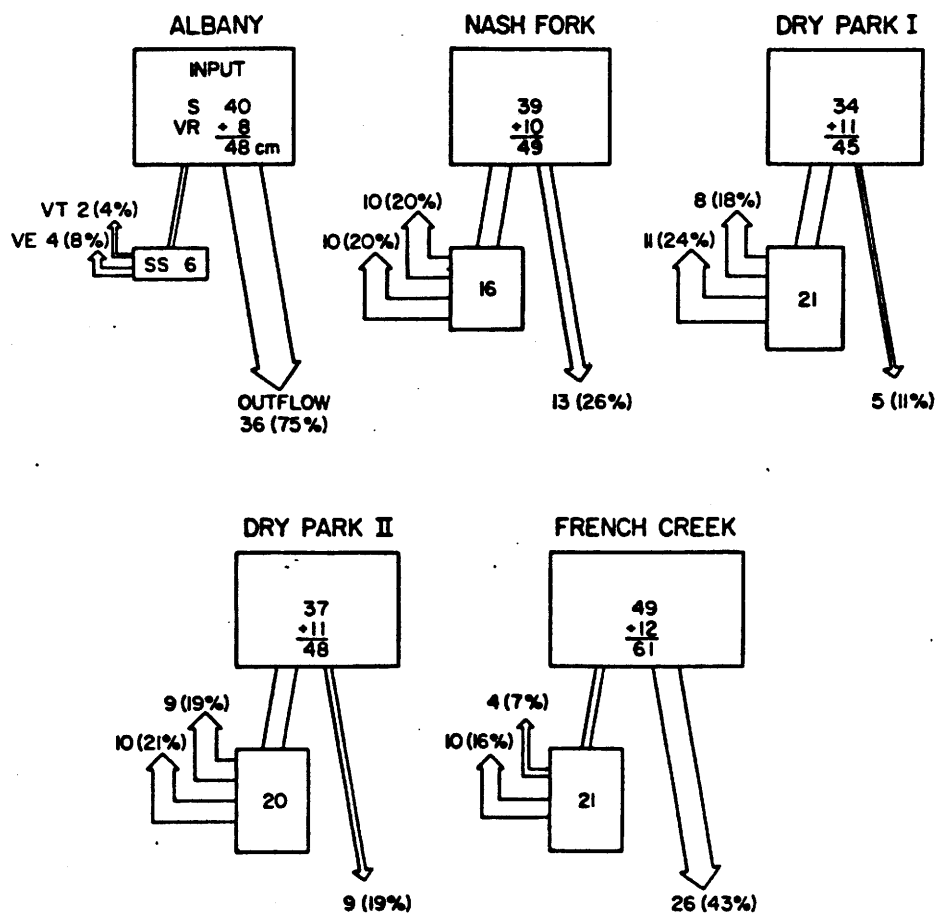 ALBANY
INPUT
S 40
VR + 8
48 cm
VT 2 (4%)
VE 4 (8%)
SS 6
OUTFLOW
36 (75%)
NASH FORK
39
+10
49
10 (20%)
10 (20%)
16
13 (26%)
DRY PARK I
34
+11
45
8 (18%)
11 (24%)
21
5 (11%)
DRY PARK II
37
+11
48
9 (19%)
10 (21%)
20
9 (19%)
FRENCH CREEK
49
+12
61
4 (7%)
10 (16%)
21
26 (43%)